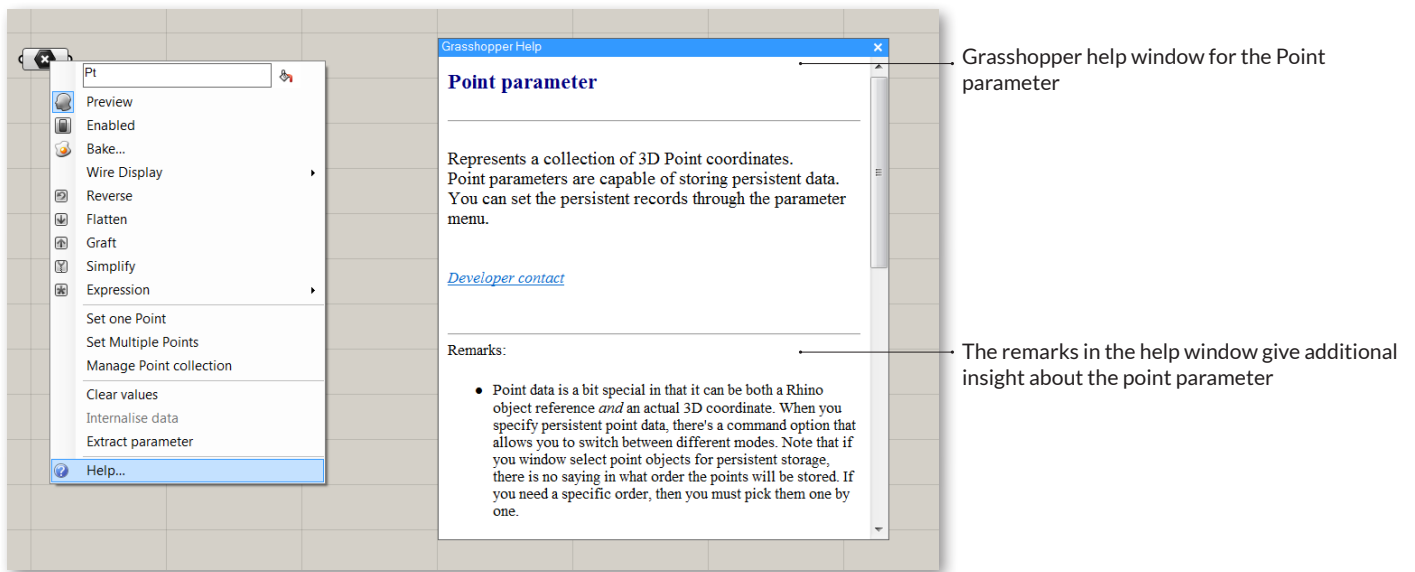 Pt
Preview
Enabled
Bake...
Wire Display
Reverse
Flatten
Graft
Simplify
Expression
Set one Point
Set Multiple Points
Manage Point collection
Clear values
Internalise data
Extract parameter
Help...
Grasshopper Help
Point parameter
Represents a collection of 3D Point coordinates.
Point parameters are capable of storing persistent data.
You can set the persistent records through the parameter
menu.
Developer contact
Remarks:
• Point data is a bit special in that it can be both a Rhino
object reference and an actual 3D coordinate. When you
specify persistent point data, there's a command option that
allows you to switch between different modes. Note that if
you window select point objects for persistent storage,
there is no saying in what order the points will be stored. If
you need a specific order, then you must pick them one by
one.
Grasshopper help window for the Point
parameter
The remarks in the help window give additional
insight about the point parameter